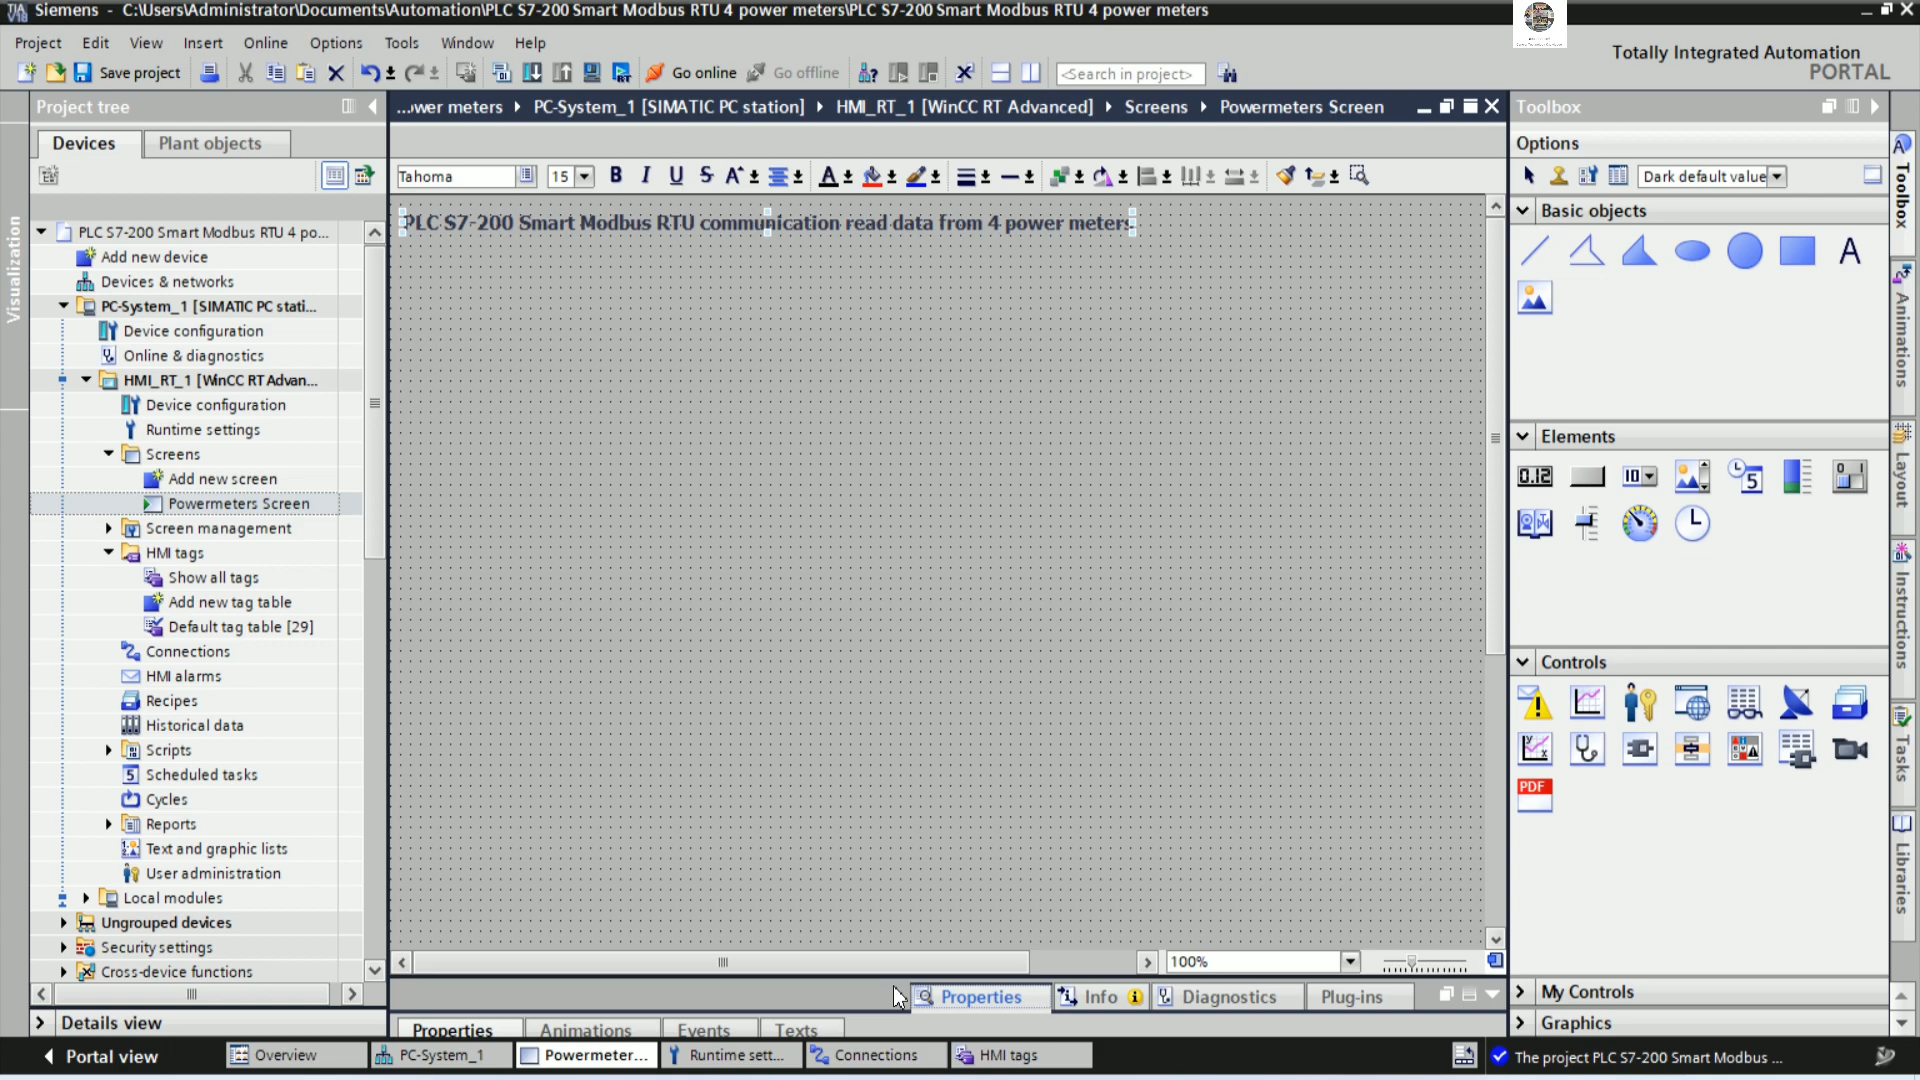 Siemens - C:\Users\Administrator\Documents\Automation\PLC S7-200 Smart Modbus RTU 4 power meters\PLC S7-200 Smart Modbus RTU 4 power meters
Project Edit View Insert Online Options Tools Window Help
Totally Integrated Automation
PORTAL
Save project
Go online
Go offline
<Search in project>
Project tree
...ower meters PC-System_1 [SIMATIC PC station] HMI_RT_1 [WinCC RT Advanced] Screens Powermeters Screen
Toolbox
Devices
Plant objects
Options
Tahoma
15
B I U S A
Dark default value
PLC S7-200 Smart Modbus RTU communication read data from 4 power meters
Basic objects
A
Elements
0.12
10
5
Controls
PDF
My Controls
Graphics
Visualization
PLC S7-200 Smart Modbus RTU 4 po...
Add new device
Devices & networks
PC-System_1 [SIMATIC PC stati...
Device configuration
Online & diagnostics
HMI_RT_1 [WinCC RT Advan...
Device configuration
Runtime settings
Screens
Add new screen
Powermeters Screen
Screen management
HMI tags
Show all tags
Add new tag table
Default tag table [29]
Connections
HMI alarms
Recipes
Historical data
Scripts
Scheduled tasks
Cycles
Reports
Text and graphic lists
User administration
Local modules
Ungrouped devices
Security settings
Cross-device functions
Details view
Toolbox
Animations
Layout
Instructions
Tasks
Libraries
100%
Properties
Info
Diagnostics
Plug-ins
Properties
Animations
Events
Texts
Portal view
Overview
PC-System_1
Powermeter...
Runtime sett...
Connections
HMI tags
The project PLC S7-200 Smart Modbus ...